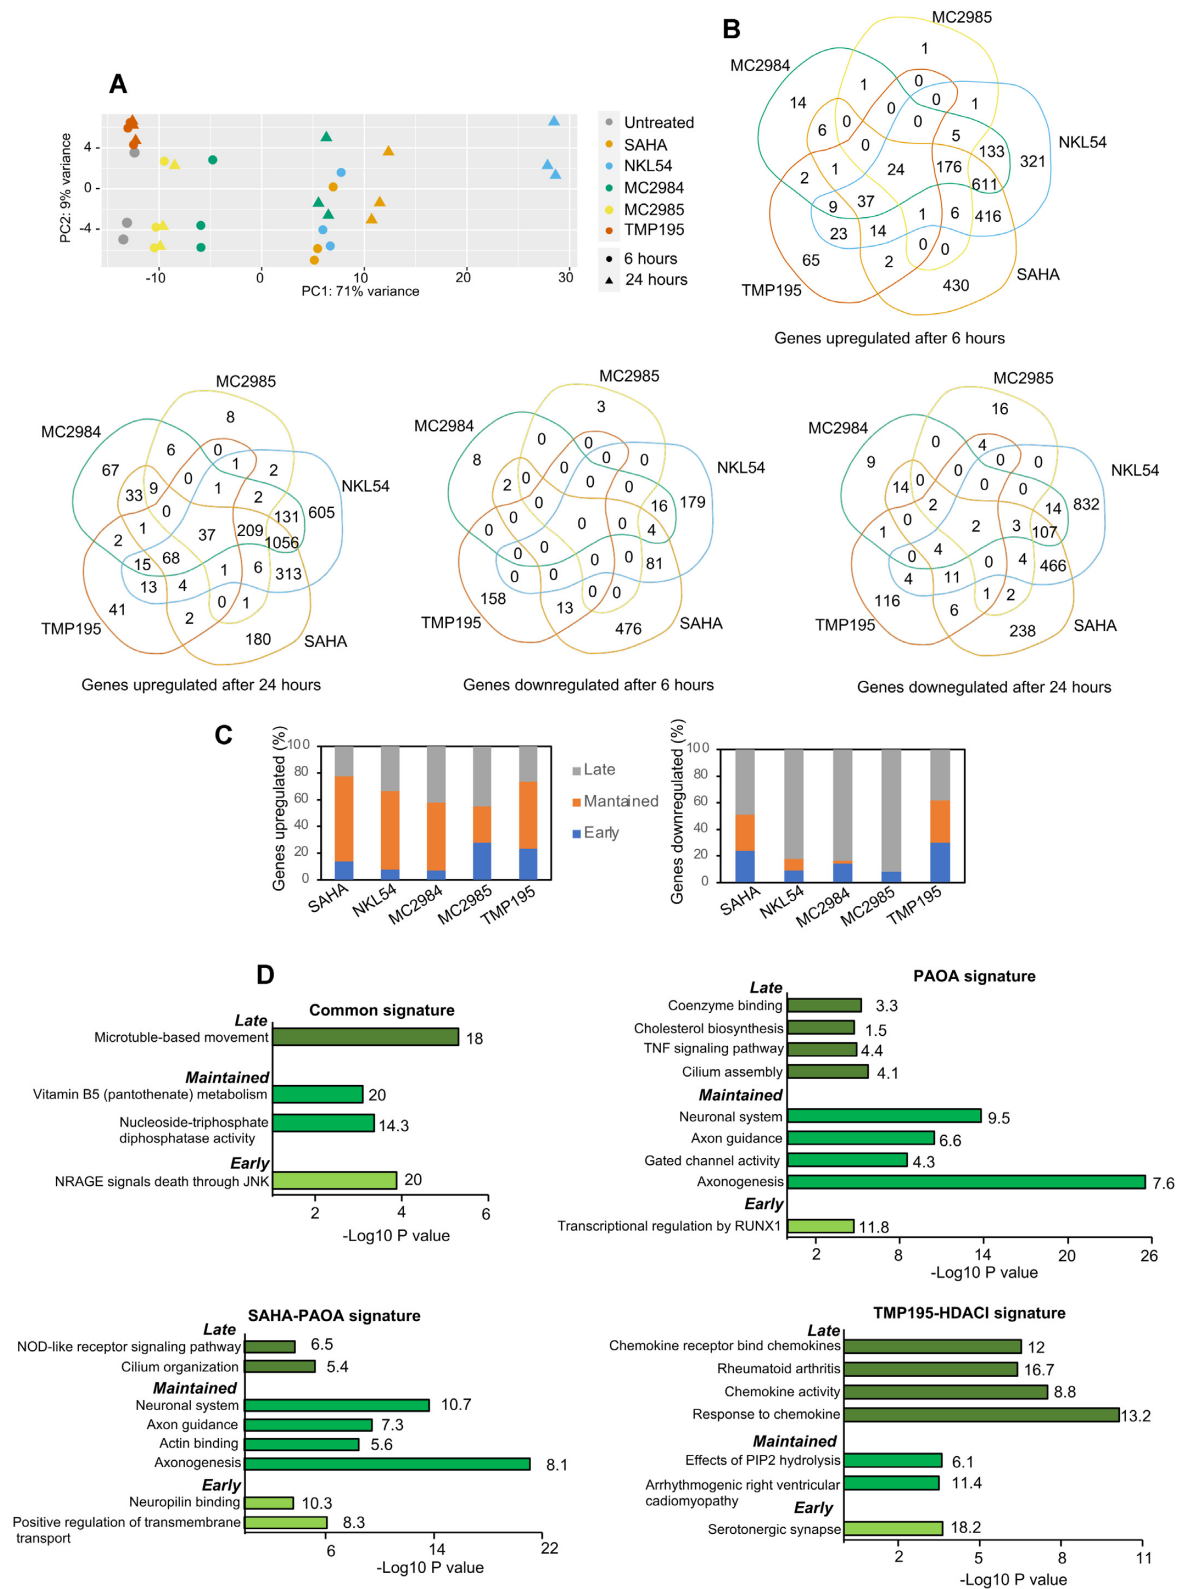 A
4
0
-4
PC2: 9% variance
-10
0
10
20
30
PC1: 71% variance
Untreated
SAHA
NKL54
MC2984
MC2985
TMP195
6 hours
24 hours
B
MC2985
MC2984
NKL54
SAHA
TMP195
1
14
1
0
0
1
6
0
0
5
133
321
0
2
1
24
176
611
9
37
1
6
416
23
14
0
0
65
2
430
Genes upregulated after 6 hours
MC2985
MC2984
NKL54
TMP195
SAHA
8
67
6
0
1
2
33
9
0
1
2
131
605
1
0
2
37
209
1056
15
68
1
6
313
13
4
0
1
41
2
180
Genes upregulated after 24 hours
MC2985
MC2984
NKL54
TMP195
SAHA
3
8
0
0
0
0
2
0
0
0
0
16
179
0
0
0
0
0
4
0
0
0
0
81
0
0
0
0
158
13
476
Genes downregulated after 6 hours
MC2985
MC2984
NKL54
TMP195
SAHA
16
9
0
4
0
0
14
0
0
0
0
14
832
2
1
0
2
3
107
0
4
0
4
466
4
11
1
2
116
6
238
Genes downegulated after 24 hours
C
Genes upregulated (%)
100
80
60
40
20
0
SAHA
NKL54
MC2984
MC2985
TMP195
Late
Mantained
Early
Genes downregulated (%)
100
80
60
40
20
0
SAHA
NKL54
MC2984
MC2985
TMP195
D
Common signature
Late
Microtuble-based movement
18
Maintained
Vitamin B5 (pantothenate) metabolism
20
Nucleoside-triphosphate
diphosphatase activity
14.3
Early
NRAGE signals death through JNK
20
2
4
6
-Log10 P value
PAOA signature
Late
Coenzyme binding
3.3
Cholesterol biosynthesis
1.5
TNF signaling pathway
4.4
Cilium assembly
4.1
Maintained
Neuronal system
9.5
Axon guidance
6.6
Gated channel activity
4.3
Axonogenesis
7.6
Early
Transcriptional regulation by RUNX1
11.8
2
8
14
20
26
-Log10 P value
SAHA-PAOA signature
Late
NOD-like receptor signaling pathway
6.5
Cilium organization
5.4
Maintained
Neuronal system
10.7
Axon guidance
7.3
Actin binding
5.6
Axonogenesis
8.1
Early
Neuropilin binding
10.3
Positive regulation of transmembrane
transport
8.3
6
14
22
-Log10 P value
TMP195-HDACI signature
Late
Chemokine receptor bind chemokines
12
Rheumatoid arthritis
16.7
Chemokine activity
8.8
Response to chemokine
13.2
Maintained
Effects of PIP2 hydrolysis
6.1
Arrhythmogenic right ventricular
cadiomyopathy
11.4
Early
Serotonergic synapse
18.2
2
5
8
11
-Log10 P value